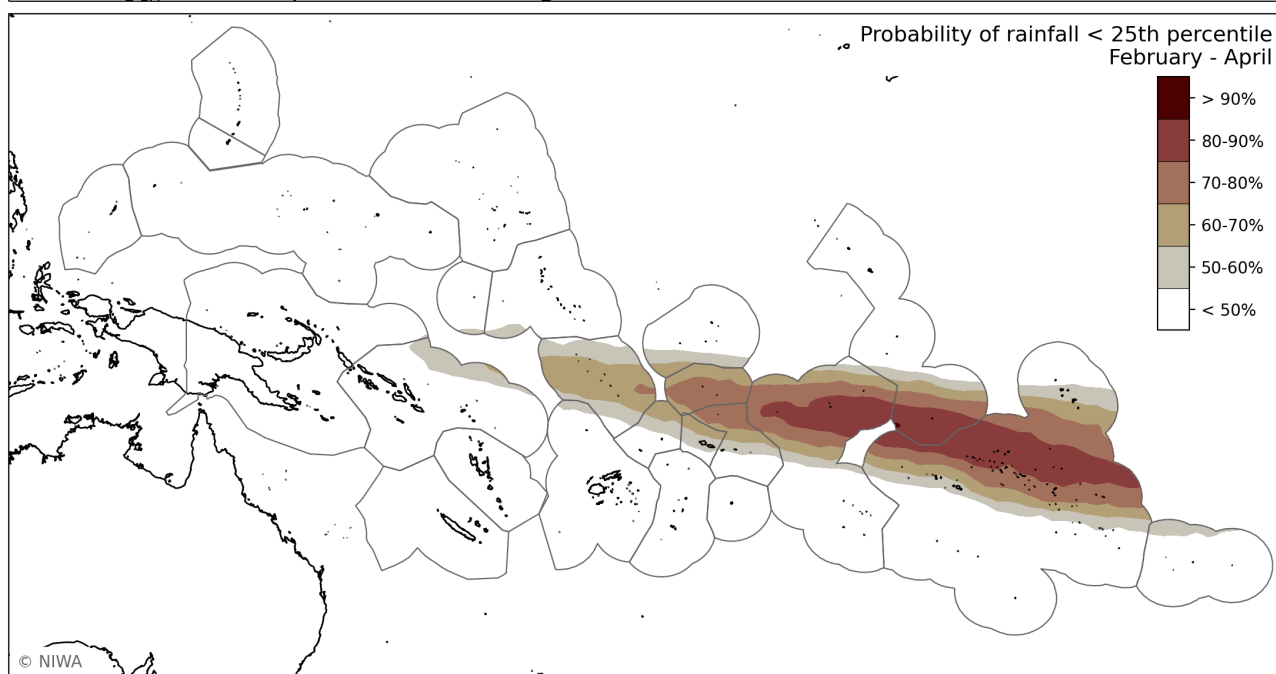 Probability of rainfall < 25th percentile
February - April
> 90%
80-90%
70-80%
60-70%
50-60%
< 50%
© NIWA